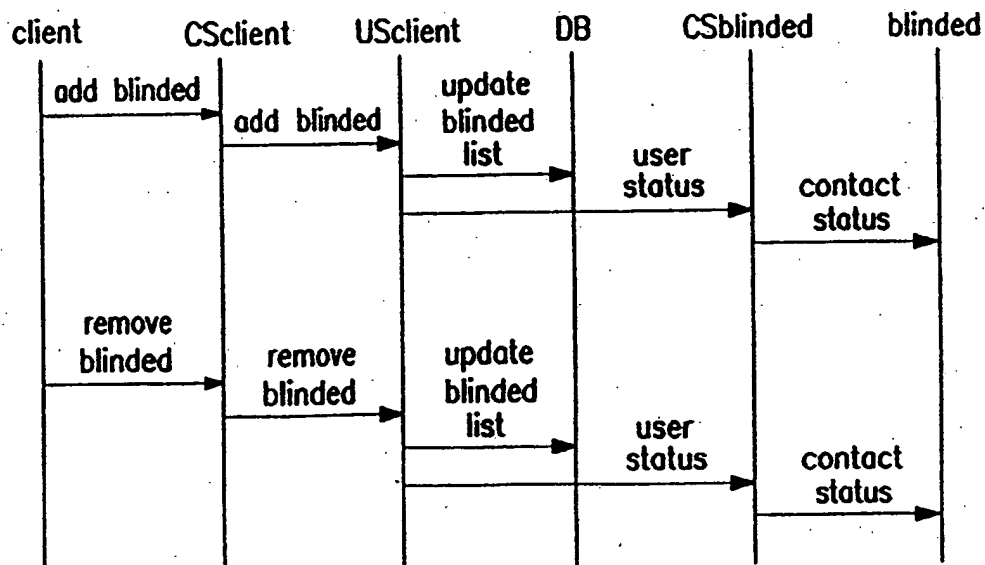 client CSclient USclient DB CSblinded blinded
add blinded
add blinded
update
blinded
list
user
status
contact
status
remove
blinded
remove
blinded
update
blinded
list
user
status
contact
status